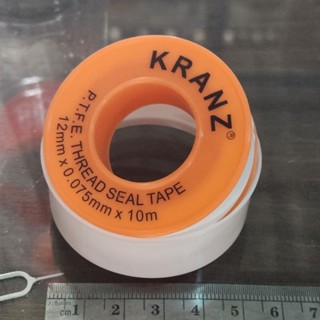 KRANZ®
P.T.F.E. THREAD SEAL TAPE
12mm x 0.075mm x 10m
cm 1 2 3 4 5 6 7